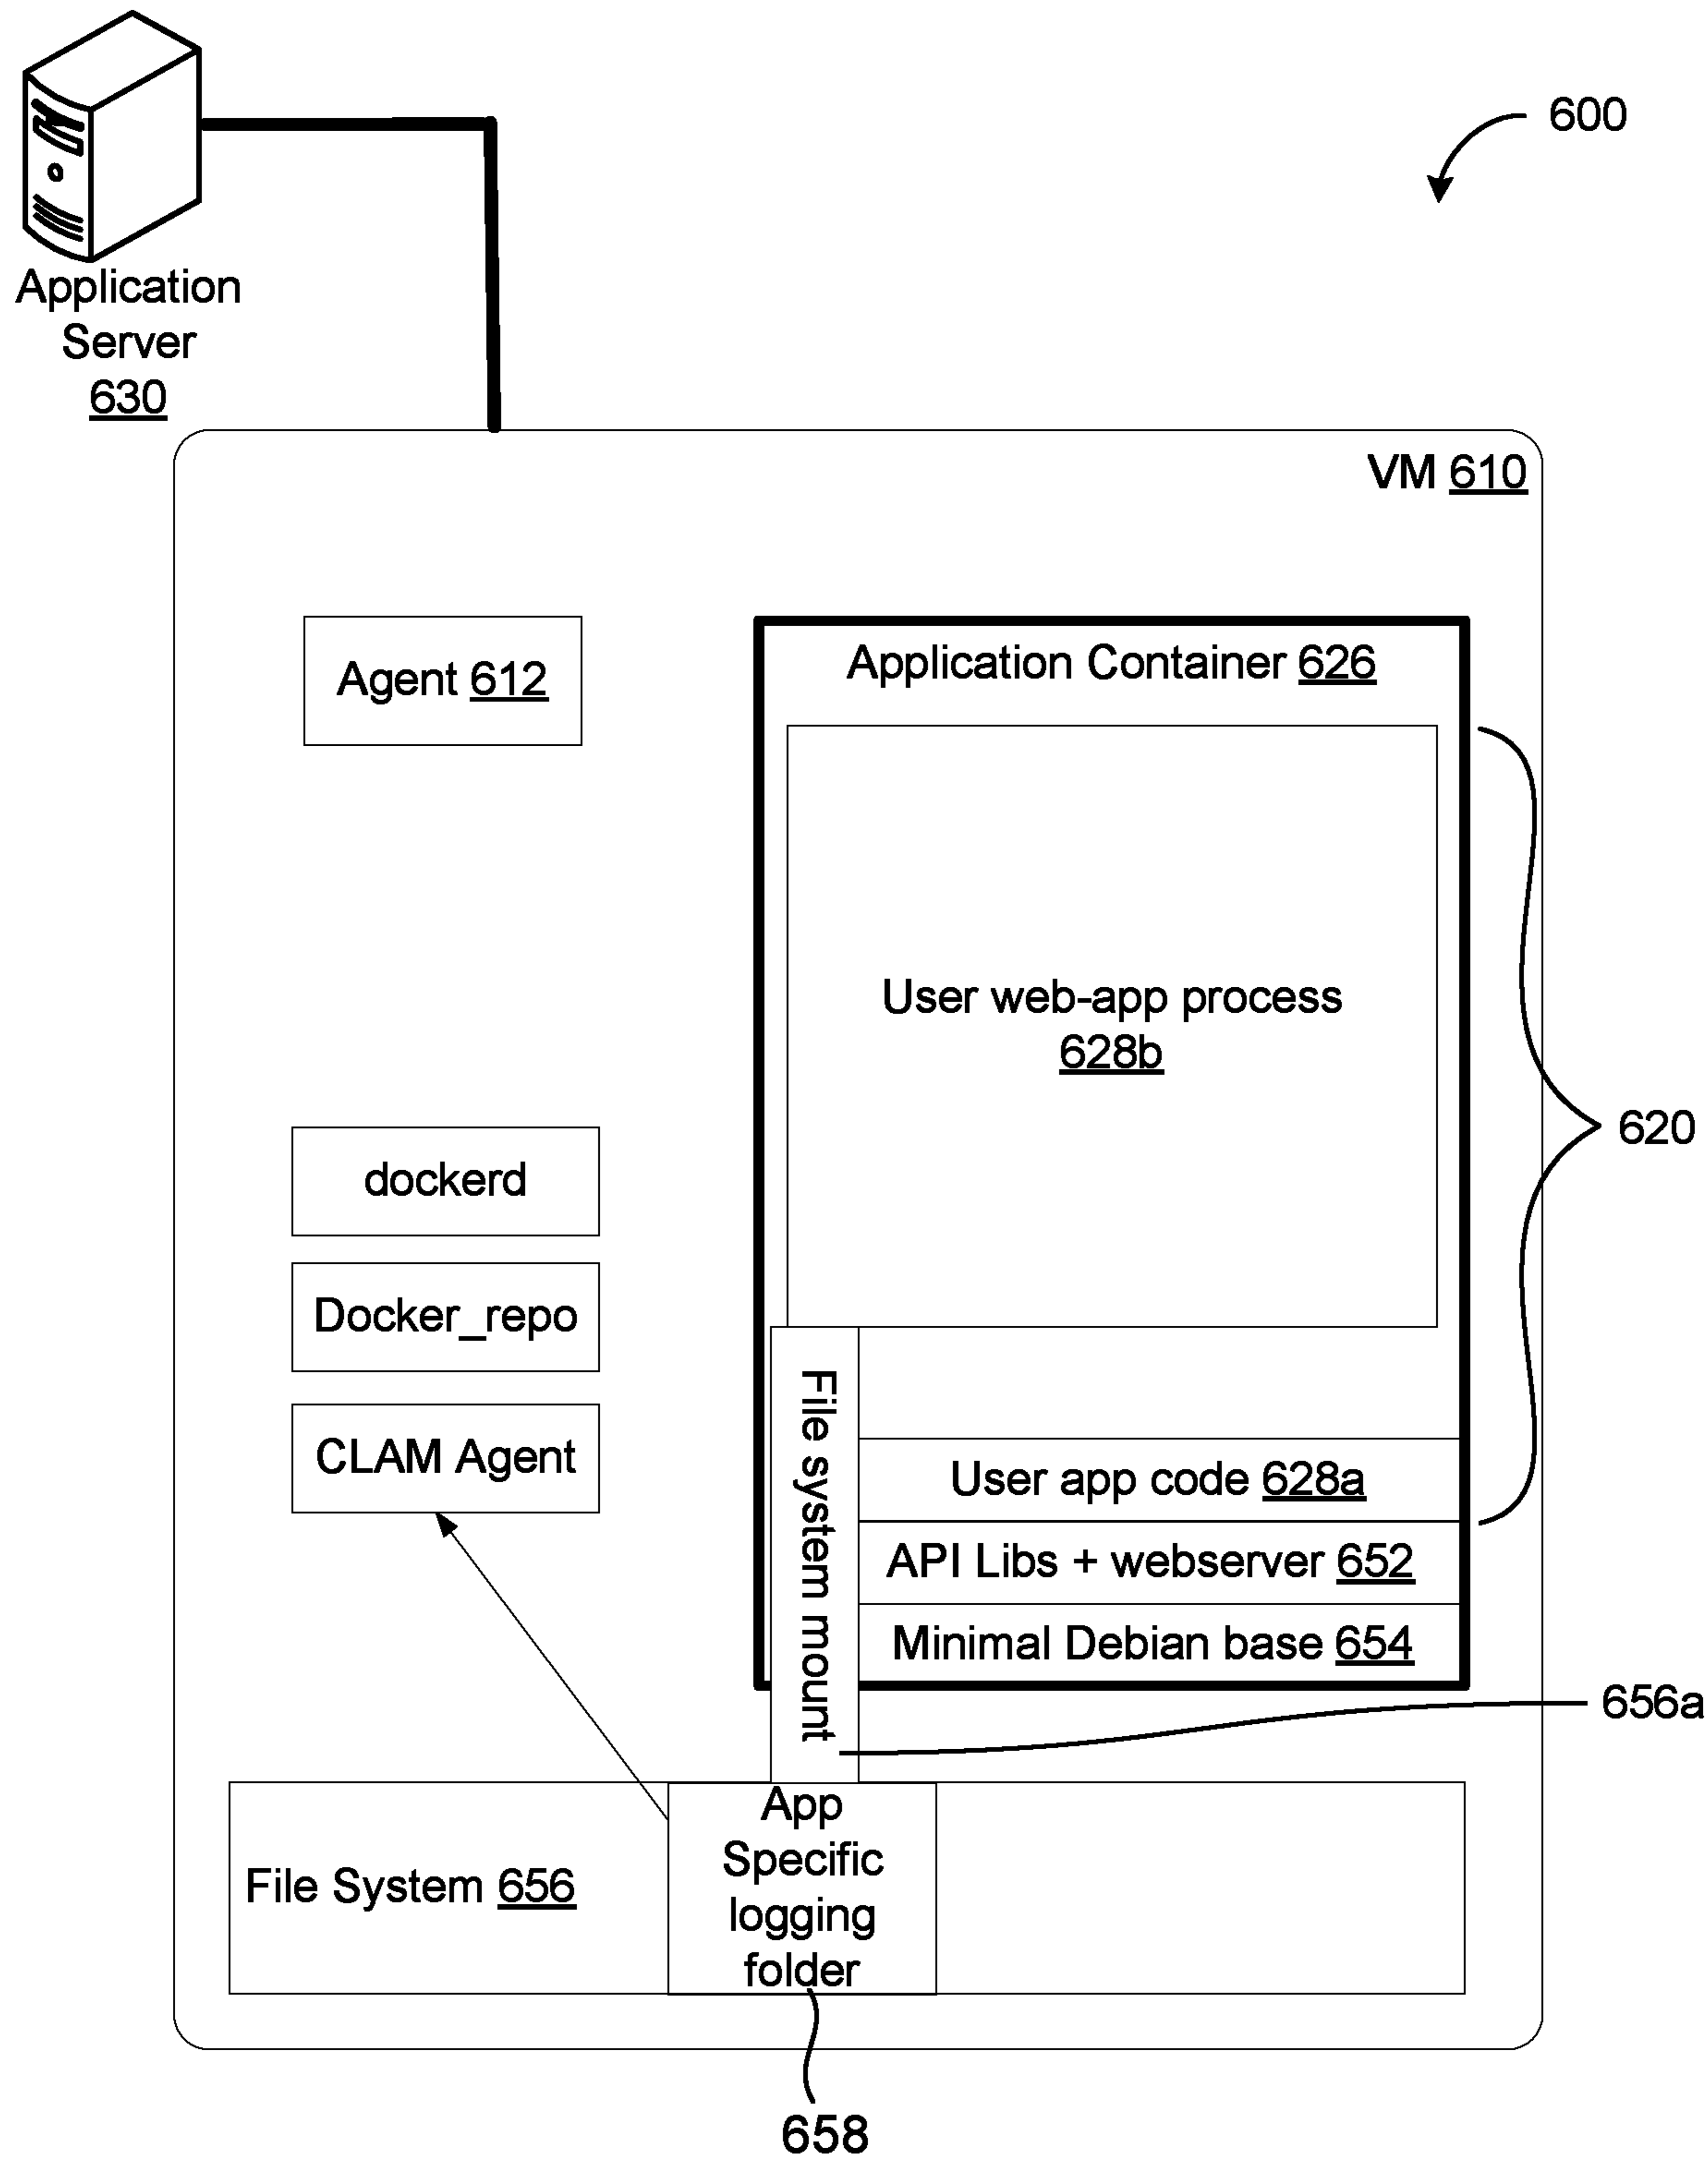 600
Application
Server
630
VM 610
Agent 612
Application Container 626
User web-app process
628b
620
dockerd
Docker_repo
CLAM Agent
File system mount
User app code 628a
API Libs + webserver 652
Minimal Debian base 654
656a
File System 656
App
Specific
logging
folder
658